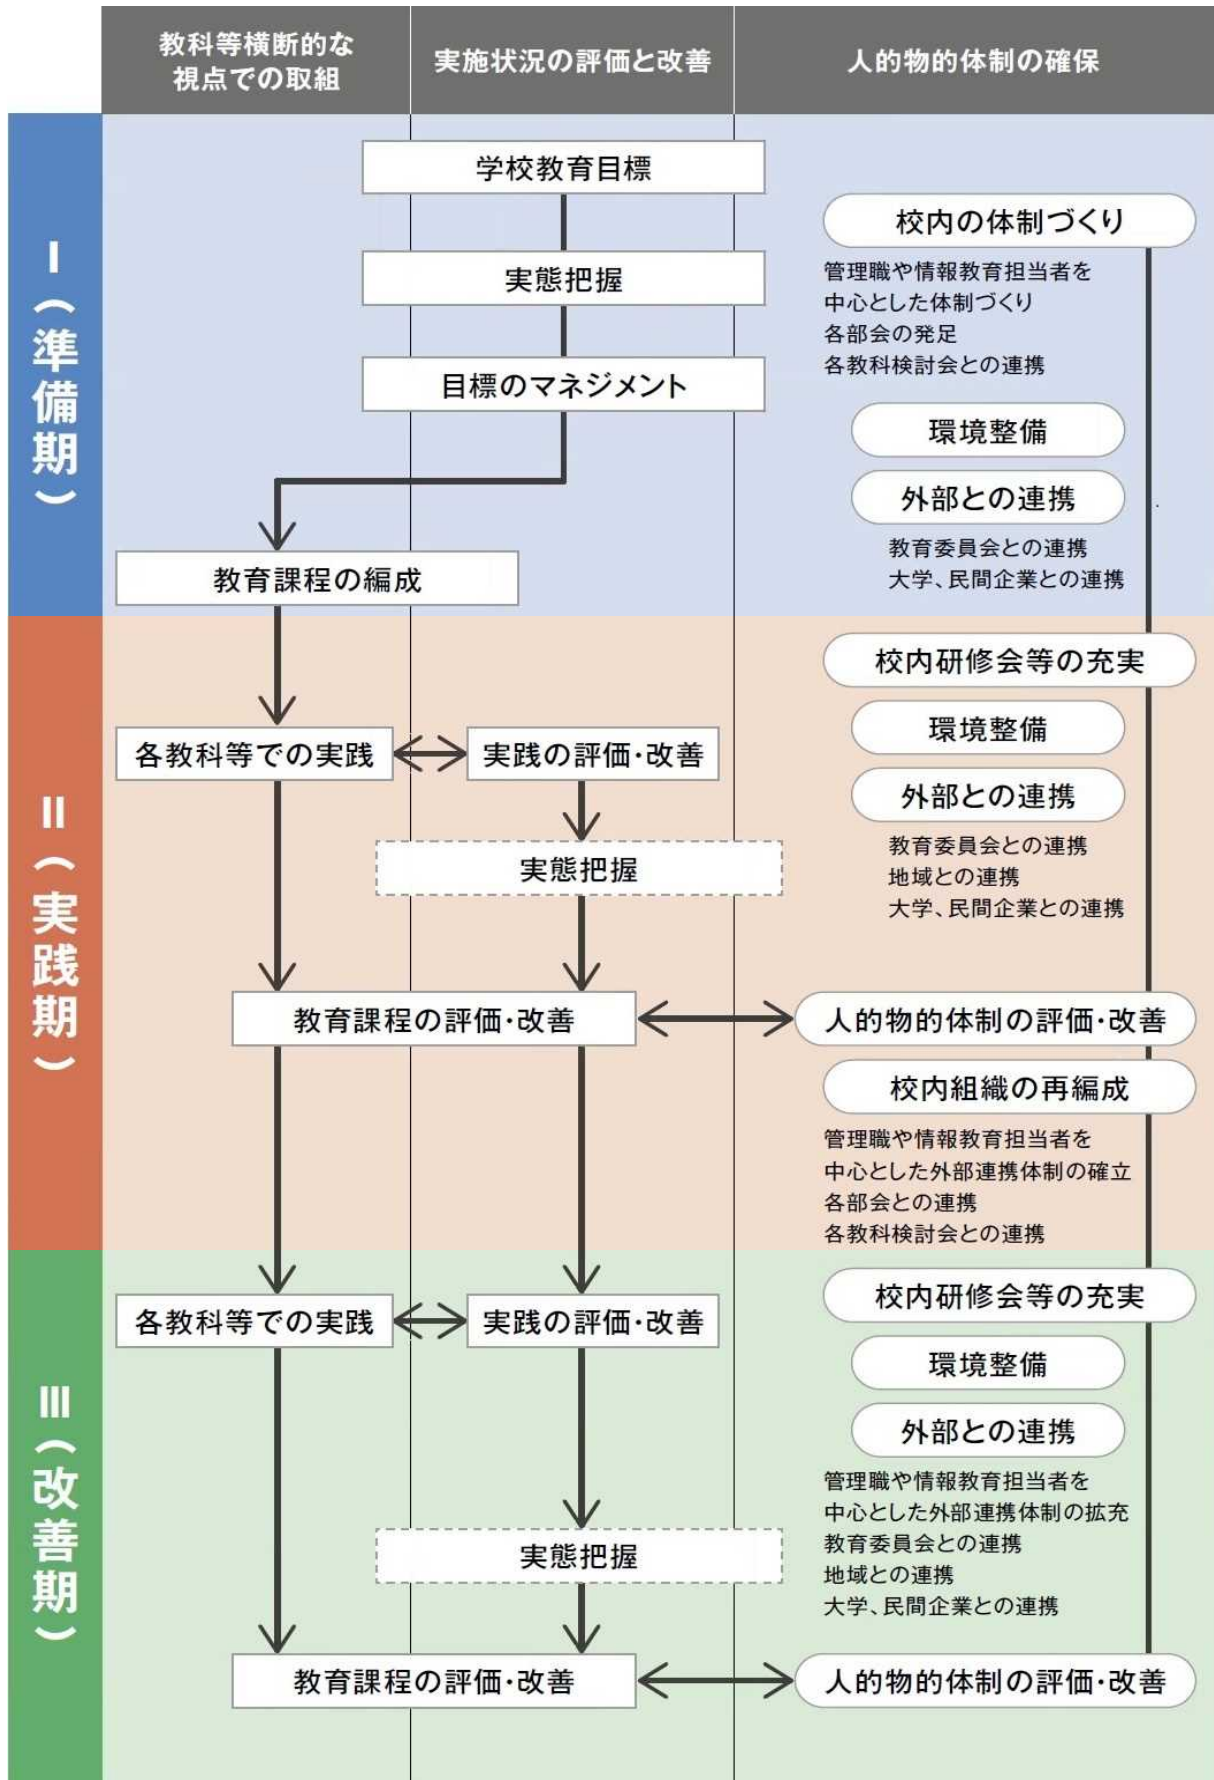 教科等横断的な
視点での取組
実施状況の評価と改善
人的物的体制の確保
Ⅰ（準備期）
学校教育目標
実態把握
目標のマネジメント
教育課程の編成
校内の体制づくり
管理職や情報教育担当者を
中心とした体制づくり
各部会の発足
各教科検討会との連携
環境整備
外部との連携
教育委員会との連携
大学、民間企業との連携
Ⅱ（実践期）
各教科等での実践
実践の評価・改善
実態把握
教育課程の評価・改善
校内研修会等の充実
環境整備
外部との連携
教育委員会との連携
地域との連携
大学、民間企業との連携
人的物的体制の評価・改善
校内組織の再編成
管理職や情報教育担当者を
中心とした外部連携体制の確立
各部会との連携
各教科検討会との連携
Ⅲ（改善期）
各教科等での実践
実践の評価・改善
実態把握
教育課程の評価・改善
校内研修会等の充実
環境整備
外部との連携
管理職や情報教育担当者を
中心とした外部連携体制の拡充
教育委員会との連携
地域との連携
大学、民間企業との連携
人的物的体制の評価・改善